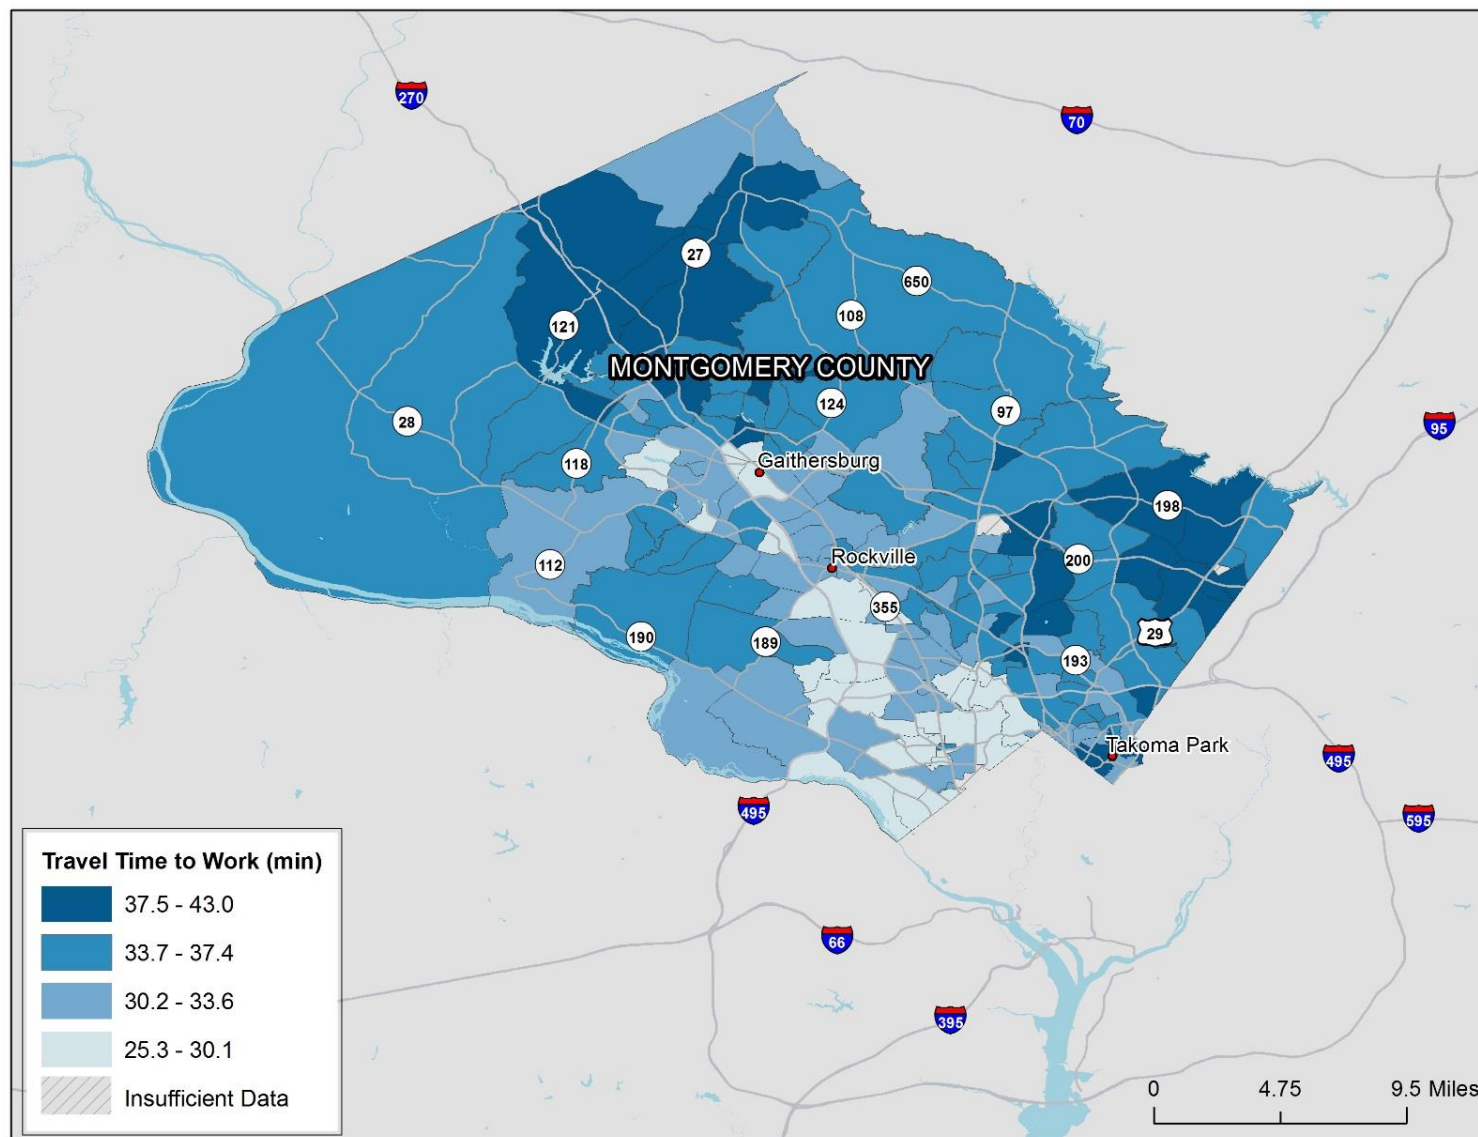 270
70
27
650
121
108
MONTGOMERY COUNTY
124
97
28
95
118
Gaithersburg
198
112
Rockville
200
355
190
189
29
193
Takoma Park
495
495
595
66
395
Travel Time to Work (min)
37.5 - 43.0
33.7 - 37.4
30.2 - 33.6
25.3 - 30.1
Insufficient Data
0 4.75 9.5 Miles